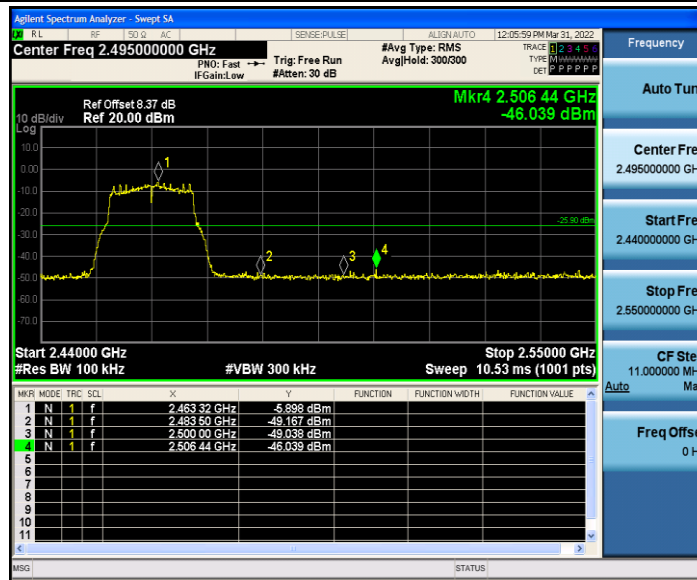 Agilent Spectrum Analyzer - Swept SA
RL RF 50 Ω AC SENSE:PULSE ALIGN AUTO 12:05:59 PM Mar 31, 2022
Center Freq 2.495000000 GHz
#Avg Type: RMS
TRACE 1 2 3 4 5 6
PNO: Fast Trig: Free Run Avg|Hold: 300/300 TYPE M
IFGain:Low #Atten: 30 dB DET P P P P P P
Mkr4 2.506 44 GHz
-46.039 dBm
Ref Offset 8.37 dB
10 dB/div Ref 20.00 dBm
Log
10.0
0.00
-10.0
-20.0
-30.0
-40.0
-50.0
-60.0
-70.0
1
2
3
4
-25.90 dBm
Start 2.44000 GHz Stop 2.55000 GHz
#Res BW 100 kHz #VBW 300 kHz Sweep 10.53 ms (1001 pts)
MKR MODE TRC SCL X Y FUNCTION FUNCTION WIDTH FUNCTION VALUE
1 N 1 f 2.463 32 GHz -5.898 dBm
2 N 1 f 2.483 50 GHz -49.167 dBm
3 N 1 f 2.500 00 GHz -49.038 dBm
4 N 1 f 2.506 44 GHz -46.039 dBm
5
6
7
8
9
10
11
MSG STATUS
Frequency
Auto Tun
Center Fre
2.495000000 GH
Start Fre
2.440000000 GH
Stop Fre
2.550000000 GH
CF Ste
11.000000 MH
Auto Ma
Freq Offse
0 H